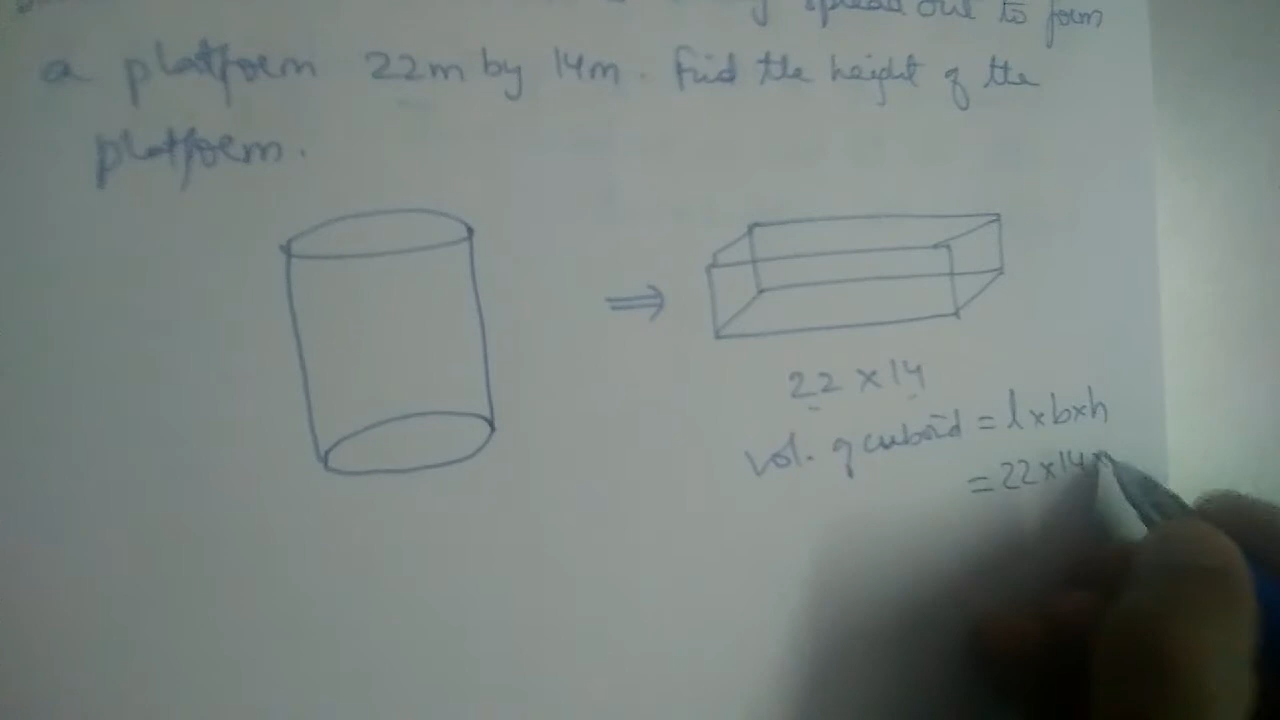 spread out to form
a platform 22m by 14m. Find the height of the
platform.
22 x 14
vol. of cuboid = l x b x h
= 22 x 14 x